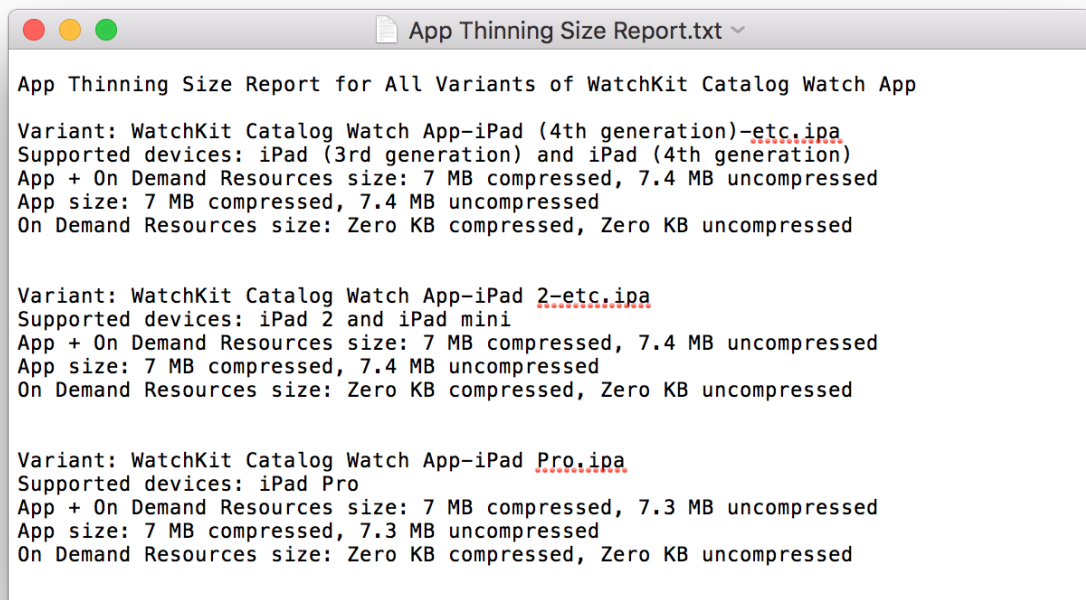 App Thinning Size Report.txt
App Thinning Size Report for All Variants of WatchKit Catalog Watch App
Variant: WatchKit Catalog Watch App-iPad (4th generation)-etc.ipa
Supported devices: iPad (3rd generation) and iPad (4th generation)
App + On Demand Resources size: 7 MB compressed, 7.4 MB uncompressed
App size: 7 MB compressed, 7.4 MB uncompressed
On Demand Resources size: Zero KB compressed, Zero KB uncompressed
Variant: WatchKit Catalog Watch App-iPad 2-etc.ipa
Supported devices: iPad 2 and iPad mini
App + On Demand Resources size: 7 MB compressed, 7.4 MB uncompressed
App size: 7 MB compressed, 7.4 MB uncompressed
On Demand Resources size: Zero KB compressed, Zero KB uncompressed
Variant: WatchKit Catalog Watch App-iPad Pro.ipa
Supported devices: iPad Pro
App + On Demand Resources size: 7 MB compressed, 7.3 MB uncompressed
App size: 7 MB compressed, 7.3 MB uncompressed
On Demand Resources size: Zero KB compressed, Zero KB uncompressed